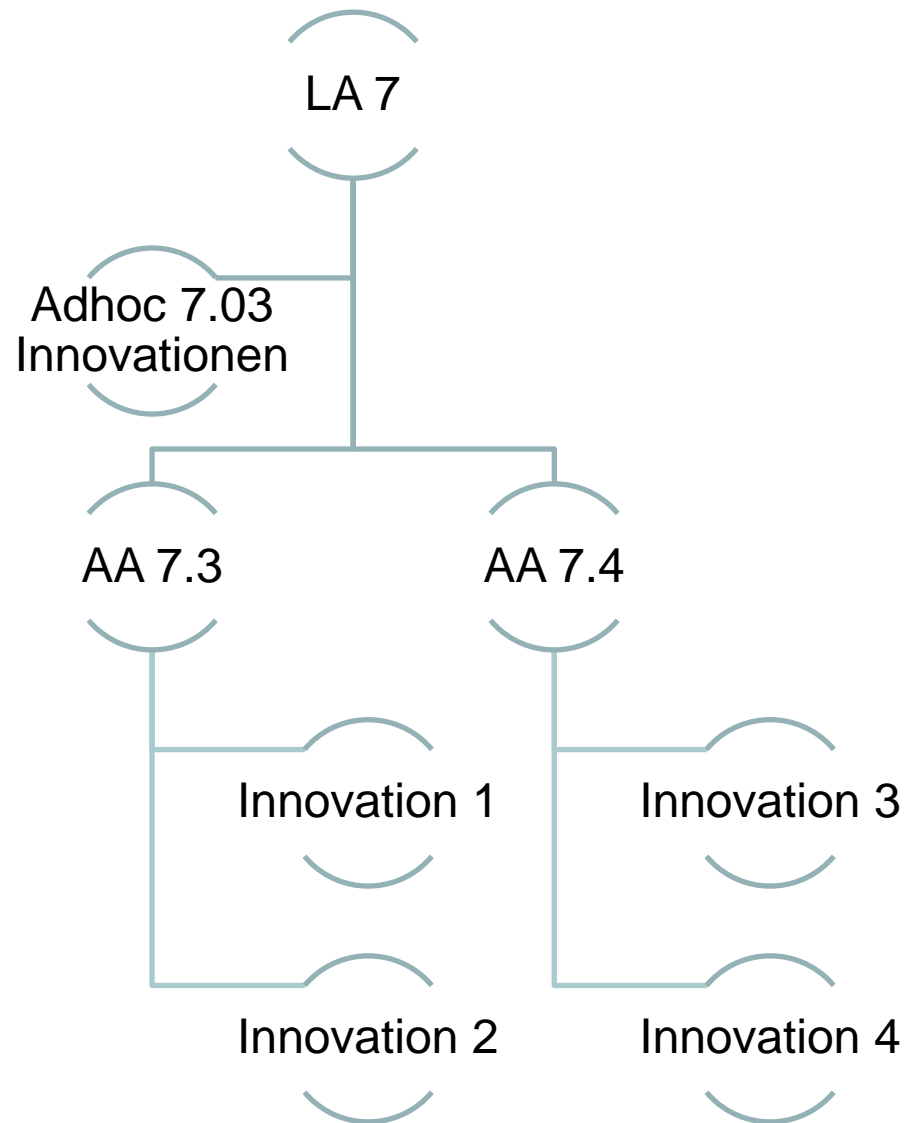 LA 7
Adhoc 7.03
Innovationen
AA 7.3
AA 7.4
Innovation 1
Innovation 3
Innovation 2
Innovation 4